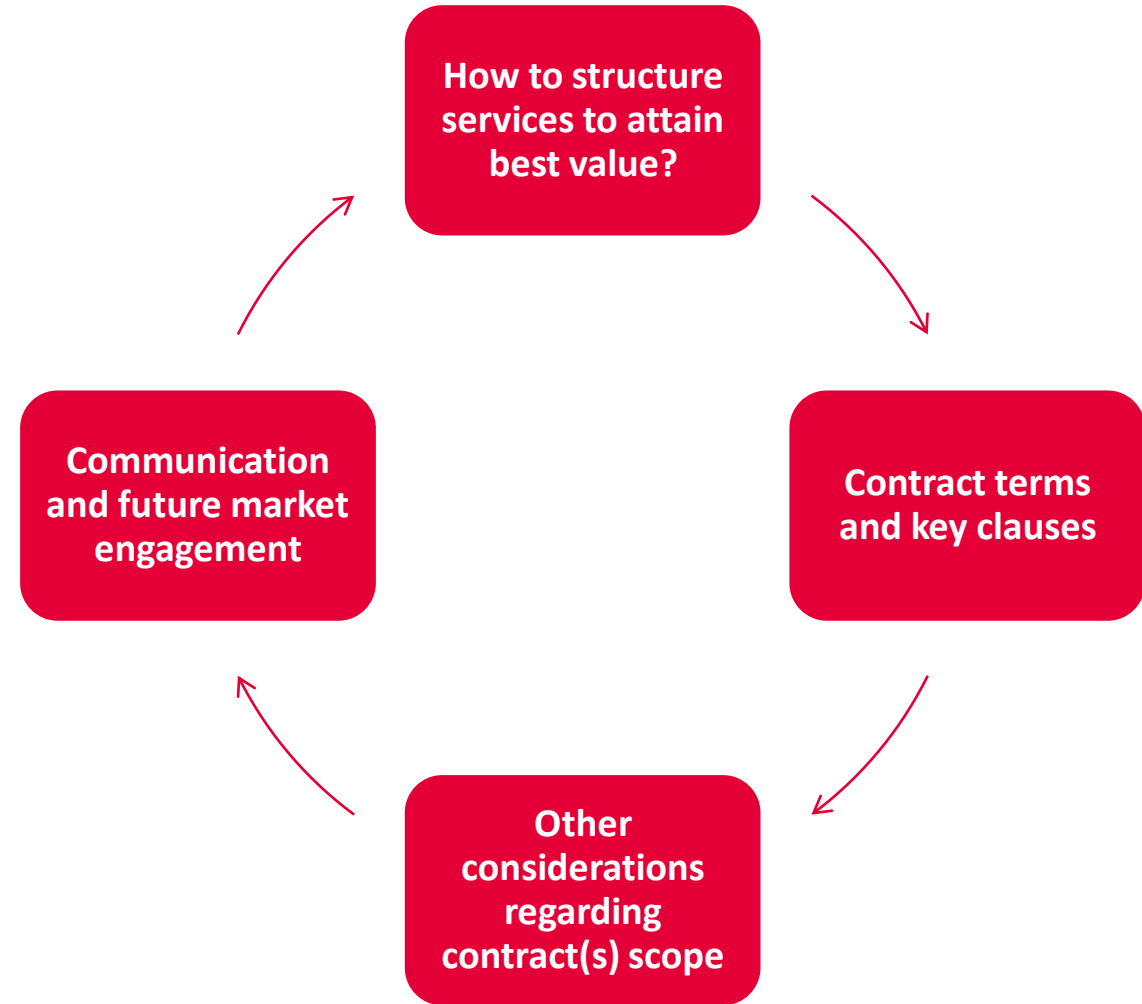 How to structure
services to attain
best value?
Contract terms
and key clauses
Other
considerations
regarding
contract(s) scope
Communication
and future market
engagement